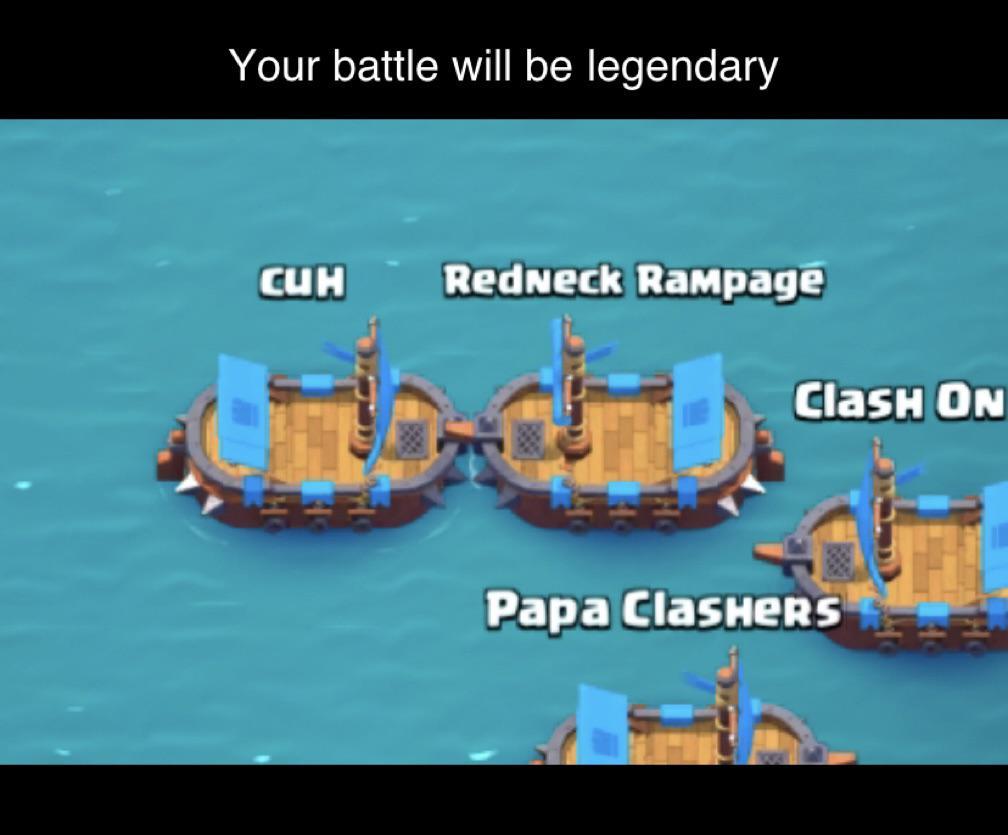 Your battle will be legendary
CUH
Redneck Rampage
Clash On
Papa Clashers